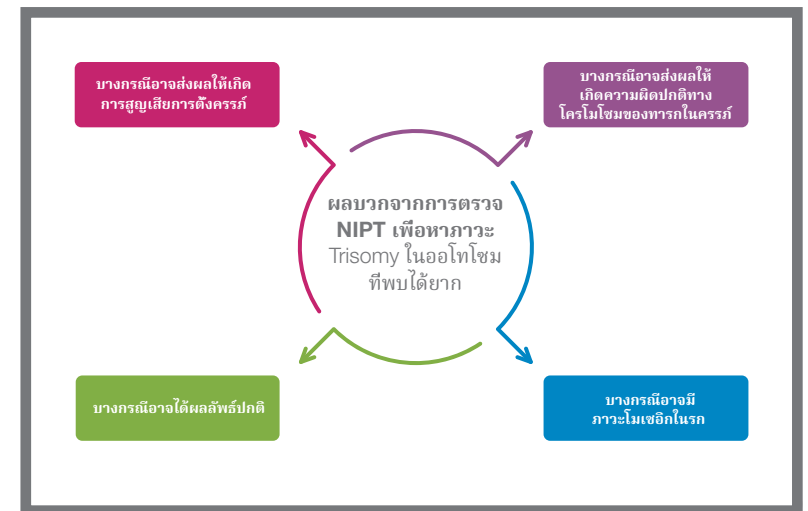 บางกรณีอาจส่งผลให้เกิด
การสูญเสียการตั้งครรภ์
บางกรณีอาจส่งผลให้
เกิดความผิดปกติทาง
โครโมโซมของทารกในครรภ์
ผลบวกจากการตรวจ
NIPT เพื่อหาภาวะ
Trisomy ในออโทโซม
ที่พบได้ยาก
บางกรณีอาจได้ผลลัพธ์ปกติ
บางกรณีอาจมี
ภาวะโมเซอิกในรก